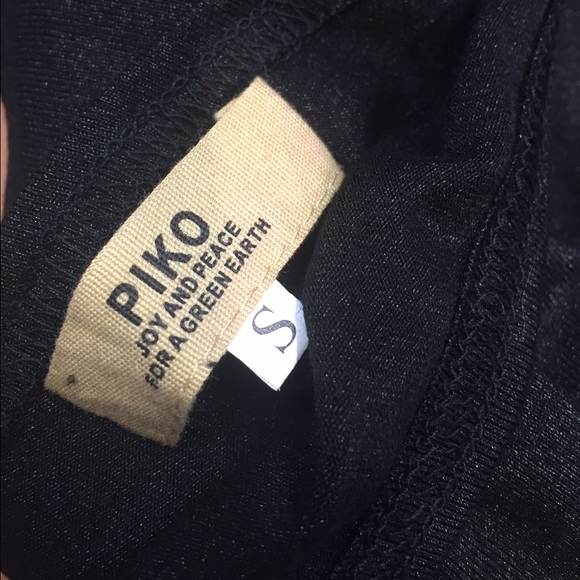 PIKO
JOY AND PEACE
FOR A GREEN EARTH
S